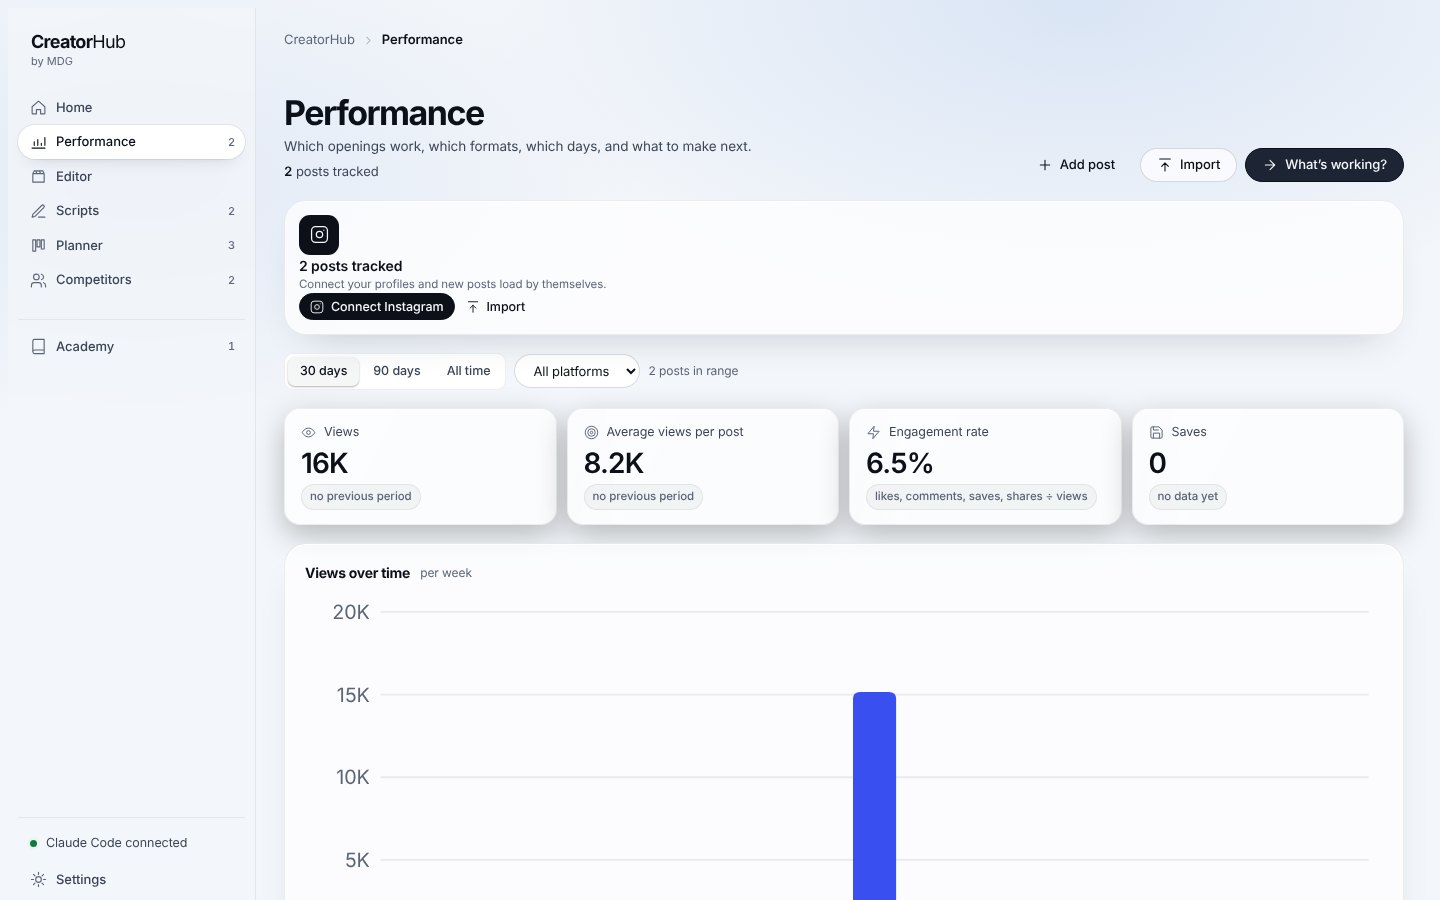 CreatorHub
by MDG
Home
Performance 2
Editor
Scripts 2
Planner 3
Competitors 2
Academy 1
Claude Code connected
Settings
CreatorHub > Performance
Performance
Which openings work, which formats, which days, and what to make next.
2 posts tracked
Add post
Import
What's working?
2 posts tracked
Connect your profiles and new posts load by themselves.
Connect Instagram
Import
30 days
90 days
All time
All platforms
2 posts in range
Views
16K
no previous period
Average views per post
8.2K
no previous period
Engagement rate
6.5%
likes, comments, saves, shares ÷ views
Saves
0
no data yet
Views over time per week
20K
15K
10K
5K